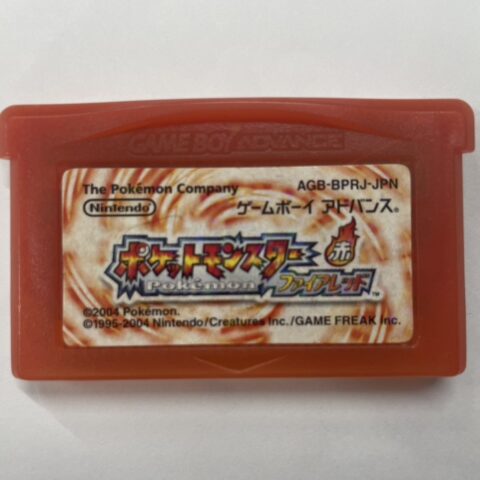 GAME BOY ADVANCE
The Pokémon Company
AGB-BPRJ-JPN
Nintendo
ゲームボーイ アドバンス®
ポケットモンスター
赤
Pokémon
ファイアレッド™
©2004 Pokémon.
©1995-2004 Nintendo/Creatures Inc./GAME FREAK Inc.